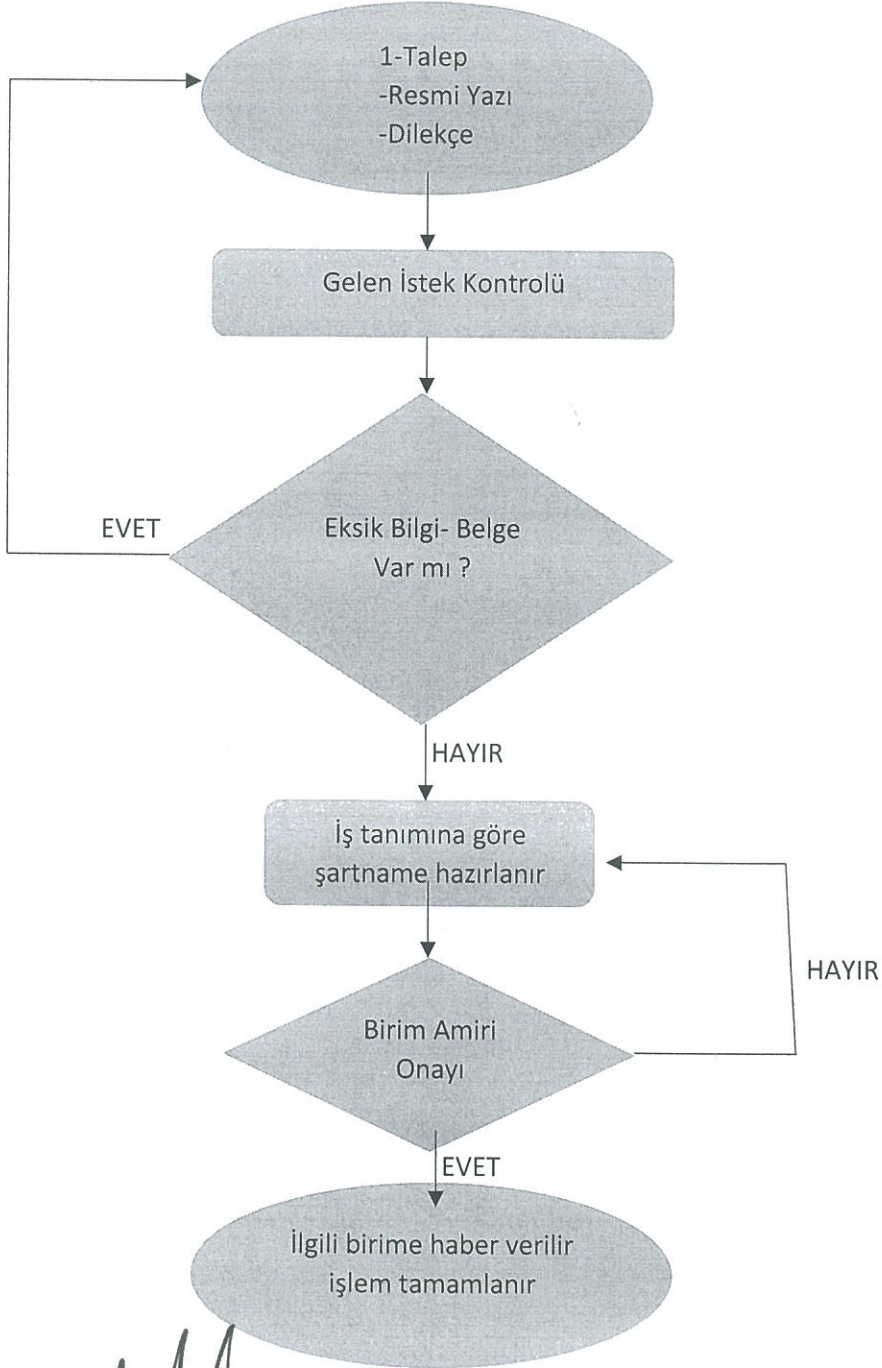 1-Talep
-Resmi Yazı
-Dilekçe
Gelen İstek Kontrolü
EVET
Eksik Bilgi- Belge
Var mı ?
HAYIR
İş tanımına göre
şartname hazırlanır
HAYIR
Birim Amiri
Onayı
EVET
İlgili birime haber verilir
işlem tamamlanır